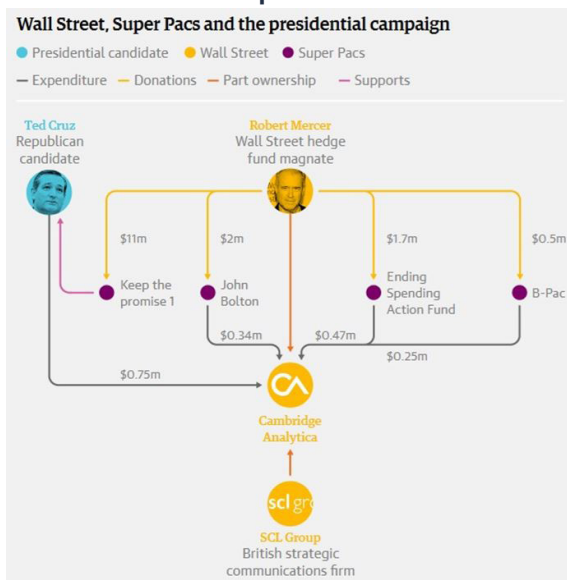 Wall Street, Super Pacs and the presidential campaign
Presidential candidate Wall Street Super Pacs
Expenditure Donations Part ownership Supports
Ted Cruz
Republican
candidate
Robert Mercer
Wall Street hedge
fund magnate
$11m
$2m
$1.7m
$0.5m
Keep the
promise 1
John
Bolton
Ending
Spending
Action Fund
B-Pac
$0.34m
$0.47m
$0.25m
$0.75m
CA
Cambridge
Analytica
scl gro
SCL Group
British strategic
communications firm